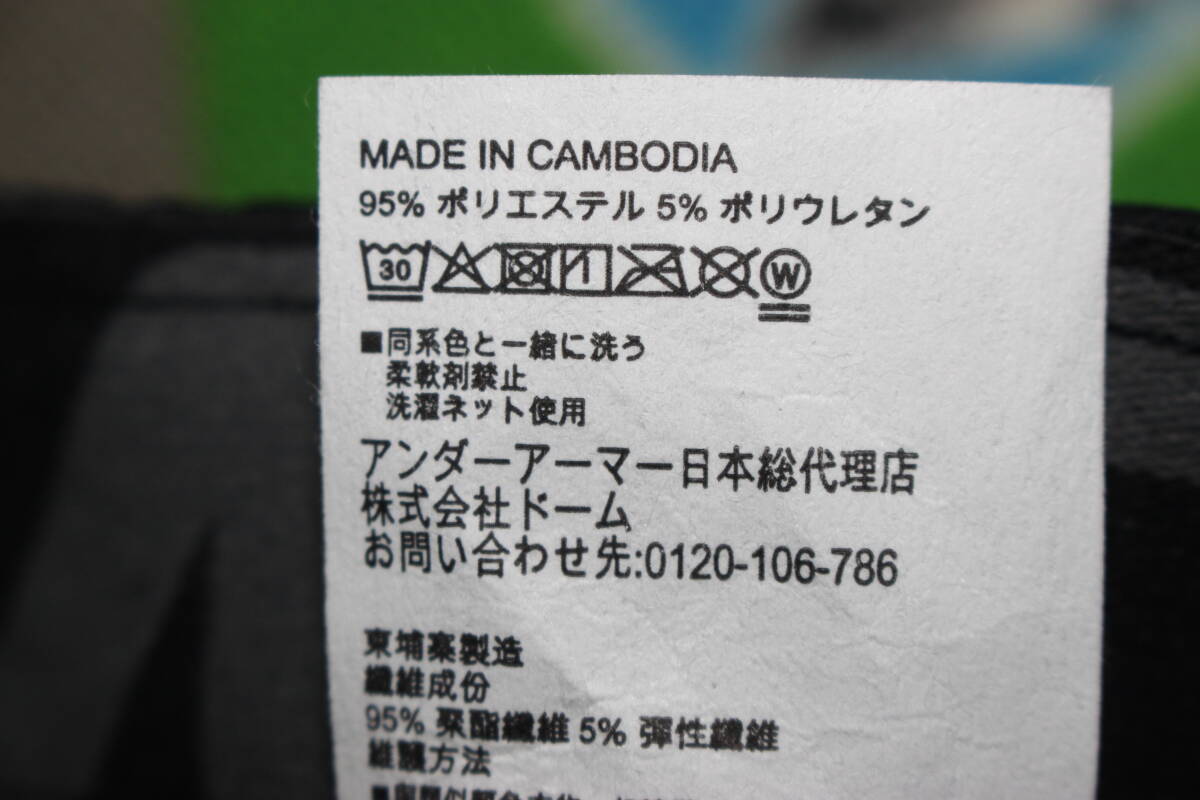 MADE IN CAMBODIA
95% ポリエステル 5% ポリウレタン
30 W
■同系色と一緒に洗う
柔軟剤禁止
洗濯ネット使用
アンダーアーマー日本総代理店
株式会社ドーム
お問い合わせ先:0120-106-786
柬埔寨製造
纖維成份
95% 聚酯纖維 5% 彈性纖維
維護方法